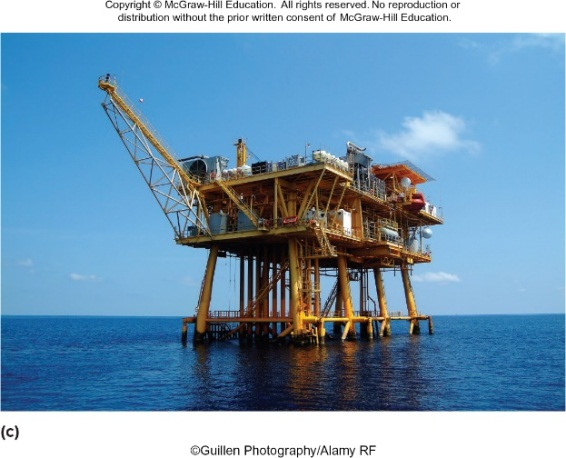 Copyright © McGraw-Hill Education. All rights reserved. No reproduction or
distribution without the prior written consent of McGraw-Hill Education.
(c)
©Guillen Photography/Alamy RF